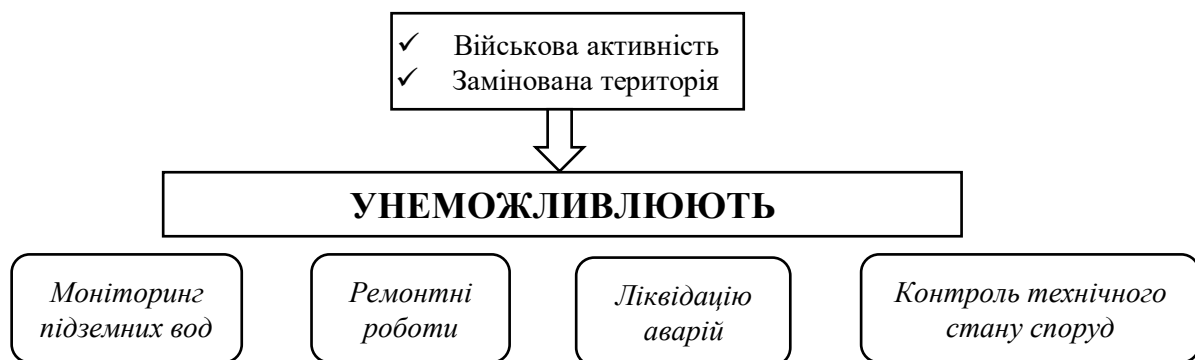 ✓ Військова активність
✓ Замінована територія
УНЕМОЖЛИВЛЮЮТЬ
Моніторинг
підземних вод
Ремонтні
роботи
Ліквідацію
аварій
Контроль технічного
стану споруд